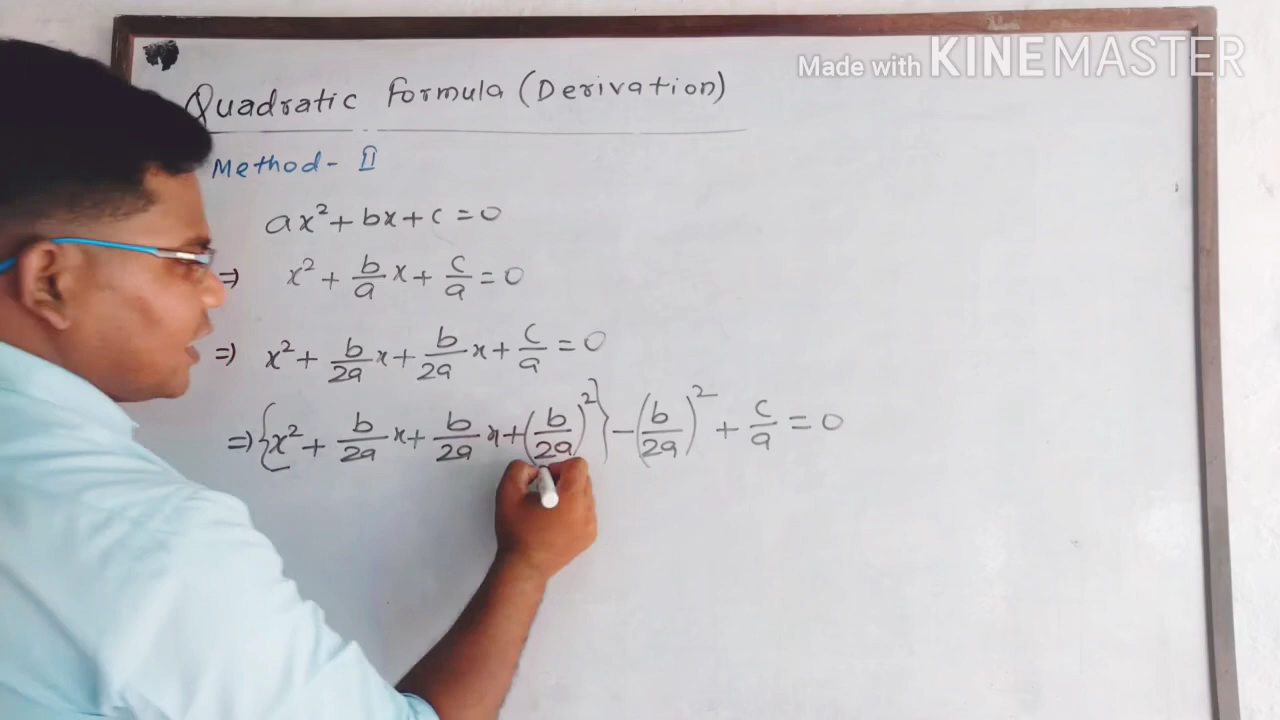 Made with KINEMASTER
Quadratic formula (Derivation)
Method - II
ax² + bx + c = 0
⇒ x² + b/a x + c/a = 0
⇒ x² + b/2a x + b/2a x + c/a = 0
⇒ {x² + b/2a x + b/2a x + (b/2a)²} - (b/2a)² + c/a = 0